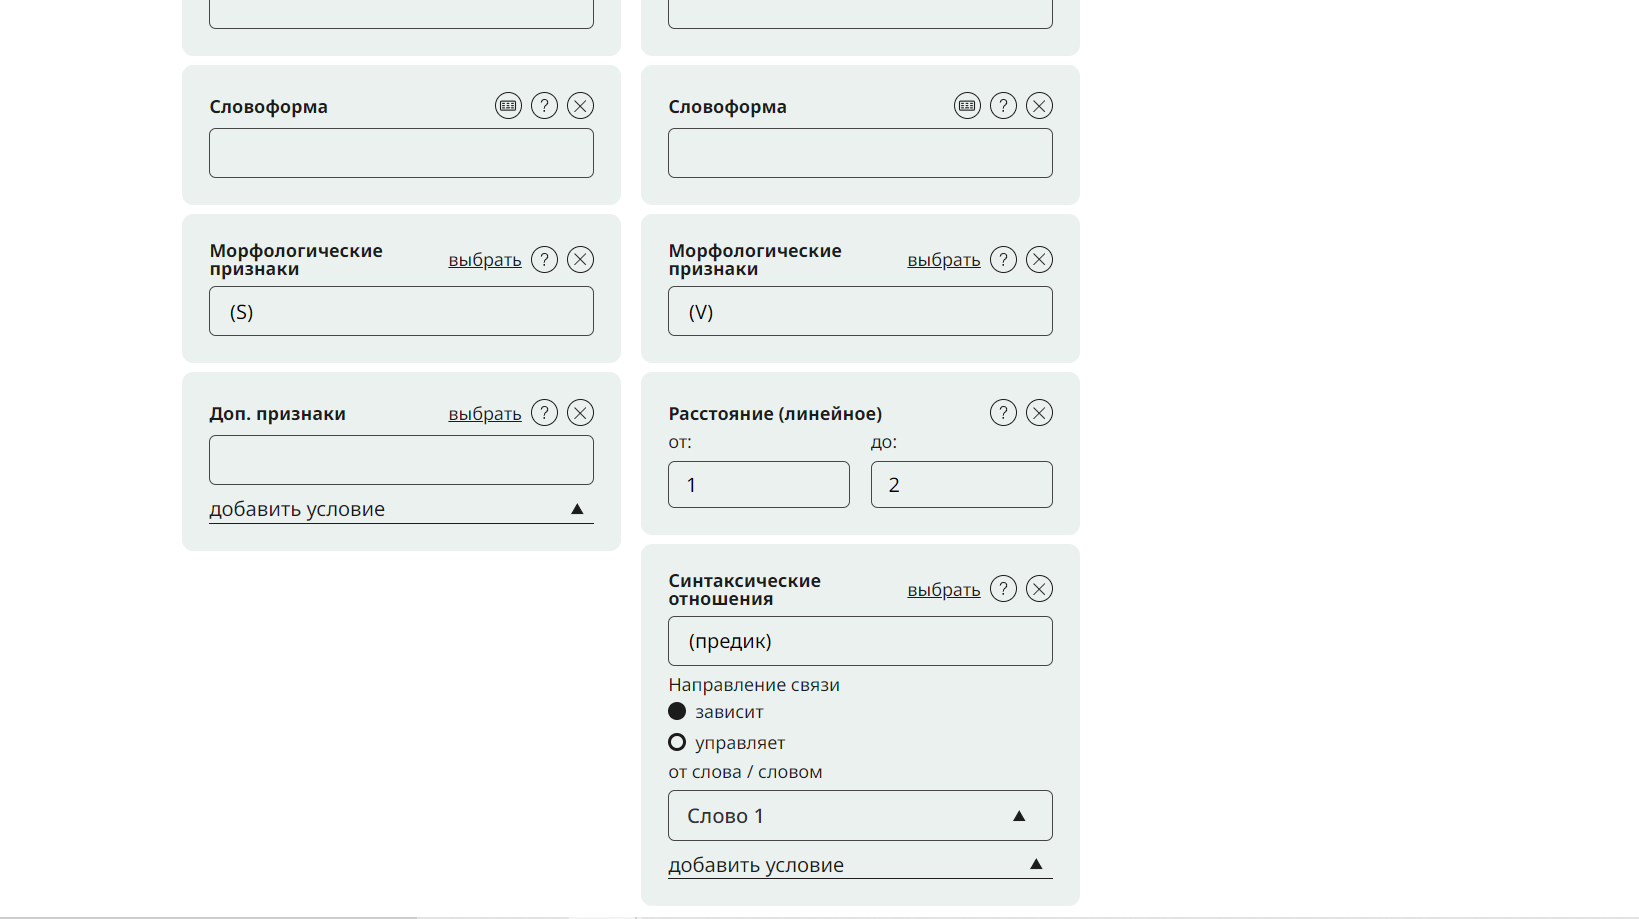 Словоформа
?
Словоформа
?
Морфологические
признаки
выбрать
?
(S)
Морфологические
признаки
выбрать
?
(V)
Доп. признаки
выбрать
?
добавить условие
Расстояние (линейное)
?
от:
до:
1
2
Синтаксические
отношения
выбрать
?
(предик)
Направление связи
зависит
управляет
от слова / словом
Слово 1
добавить условие